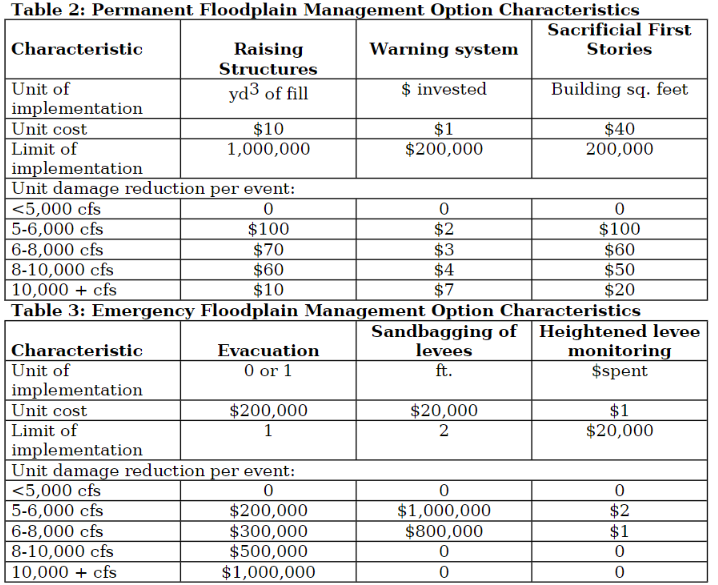 Table 2: Permanent Floodplain Management Option Characteristics
Characteristic Raising Structures Warning system Sacrificial First Stories
Unit of implementation yd3 of fill $ invested Building sq. feet
Unit cost $10 $1 $40
Limit of implementation 1,000,000 $200,000 200,000
Unit damage reduction per event:
<5,000 cfs 0 0 0
5-6,000 cfs $100 $2 $100
6-8,000 cfs $70 $3 $60
8-10,000 cfs $60 $4 $50
10,000 + cfs $10 $7 $20
Table 3: Emergency Floodplain Management Option Characteristics
Characteristic Evacuation Sandbagging of levees Heightened levee monitoring
Unit of implementation 0 or 1 ft. $spent
Unit cost $200,000 $20,000 $1
Limit of implementation 1 2 $20,000
Unit damage reduction per event:
<5,000 cfs 0 0 0
5-6,000 cfs $200,000 $1,000,000 $2
6-8,000 cfs $300,000 $800,000 $1
8-10,000 cfs $500,000 0 0
10,000 + cfs $1,000,000 0 0